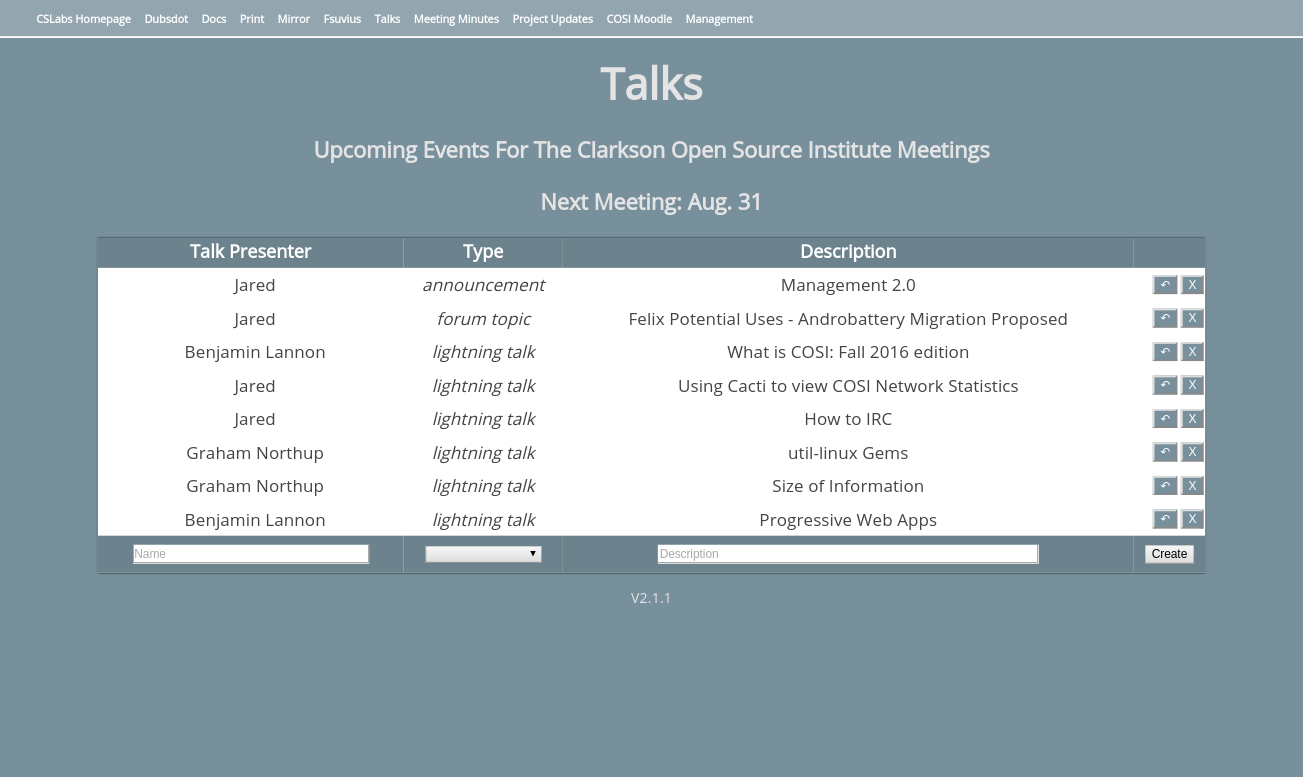 CSLabs Homepage Dubsdot Docs Print Mirror Fsuvius Talks Meeting Minutes Project Updates COSI Moodle Management
Talks
Upcoming Events For The Clarkson Open Source Institute Meetings
Next Meeting: Aug. 31
Talk Presenter Type Description
Jared announcement Management 2.0 ↶ X
Jared forum topic Felix Potential Uses - Androbattery Migration Proposed ↶ X
Benjamin Lannon lightning talk What is COSI: Fall 2016 edition ↶ X
Jared lightning talk Using Cacti to view COSI Network Statistics ↶ X
Jared lightning talk How to IRC ↶ X
Graham Northup lightning talk util-linux Gems ↶ X
Graham Northup lightning talk Size of Information ↶ X
Benjamin Lannon lightning talk Progressive Web Apps ↶ X
Name Description Create
V2.1.1